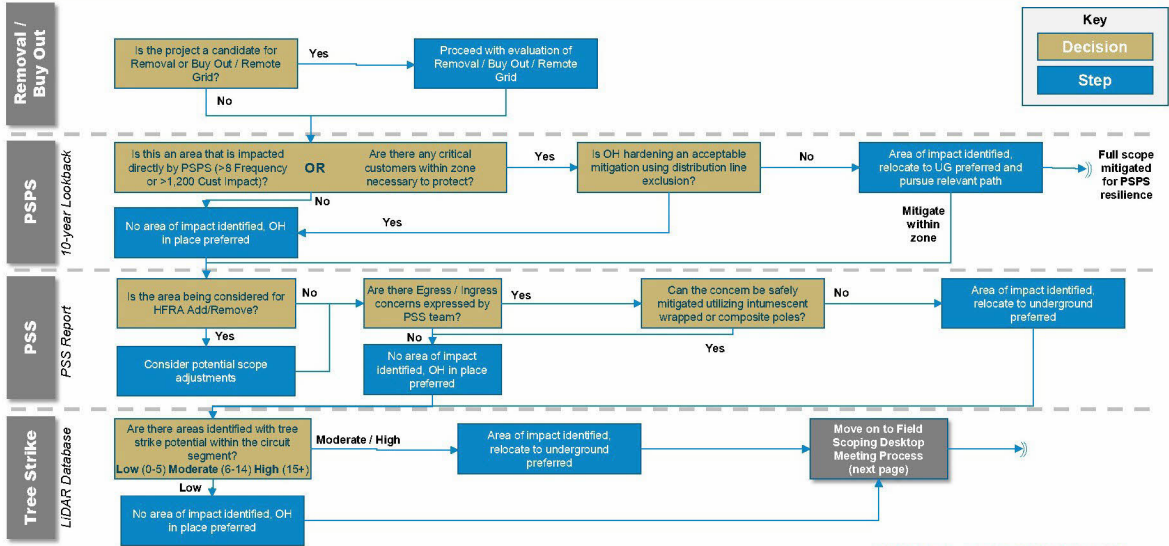 Removal /
Buy Out
Is the project a candidate for
Removal or Buy Out / Remote
Grid?
Yes
Proceed with evaluation of
Removal / Buy Out / Remote
Grid
No
Key
Decision
Step
PSPS
10-year Lookback
Is this an area that is impacted
directly by PSPS (>8 Frequency
or >1,200 Cust Impact)?
OR
Are there any critical
customers within zone
necessary to protect?
Yes
Is OH hardening an acceptable
mitigation using distribution line
exclusion?
No
Area of impact identified,
relocate to UG preferred and
pursue relevant path
Full scope
mitigated
for PSPS
resilience
No
No area of impact identified, OH
in place preferred
Yes
Mitigate
within
zone
PSS
PSS Report
Is the area being considered for
HFRA Add/Remove?
No
Are there Egress / Ingress
concerns expressed by
PSS team?
Yes
Can the concern be safely
mitigated utilizing intumescent
wrapped or composite poles?
No
Area of impact identified,
relocate to underground
preferred
Yes
Consider potential scope
adjustments
No
Yes
No area of impact
identified, OH in place
preferred
Tree Strike
LiDAR Database
Are there areas identified with tree
strike potential within the circuit
segment?
Low (0-5) Moderate (6-14) High (15+)
Moderate / High
Area of impact identified,
relocate to underground
preferred
Move on to Field
Scoping Desktop
Meeting Process
(next page)
Low
No area of impact identified, OH
in place preferred